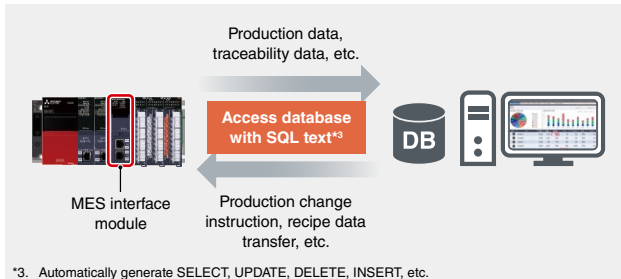 Production data,
traceability data, etc.
Access database
with SQL text*3
DB
MES interface
module
Production change
instruction, recipe data
transfer, etc.
*3. Automatically generate SELECT, UPDATE, DELETE, INSERT, etc.